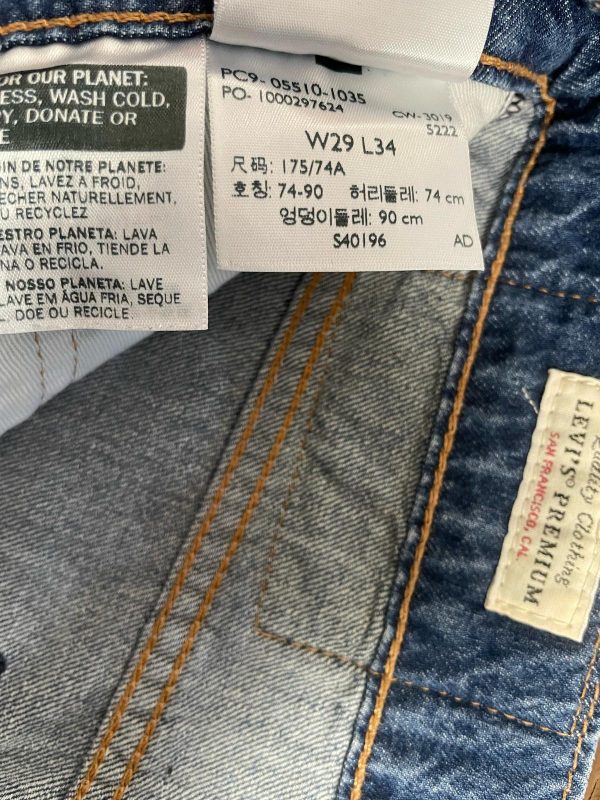 OR OUR PLANET:
ESS, WASH COLD,
RY, DONATE OR
E
IN DE NOTRE PLANETE:
NS, LAVEZ A FROID,
ECHER NATURELLEMENT,
U RECYCLEZ
ESTRO PLANETA: LAVA
AVA EN FRIO, TIENDE LA
NA O RECICLA.
NOSSO PLANETA: LAVE
LAVE EM ÁGUA FRIA, SEQUE
, DOE OU RECICLE.
PC9- 05510-1035
PO- 1000297624
CW-3019
5222
W29 L34
尺码: 175/74A
호칭: 74-90 허리둘레: 74 cm
엉덩이둘레: 90 cm
S40196 AD
Quality Clothing
LEVI'S® PREMIUM
SAN FRANCISCO, CAL.